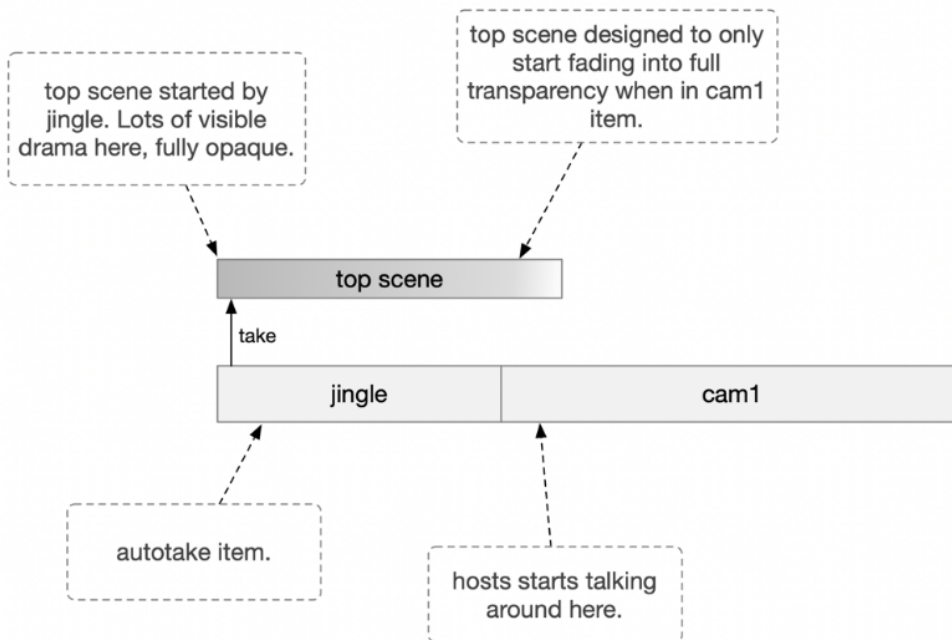 top scene designed to only
start fading into full
transparency when in cam1
item.
top scene started by
jingle. Lots of visible
drama here, fully opaque.
top scene
take
jingle
cam1
autotake item.
hosts starts talking
around here.